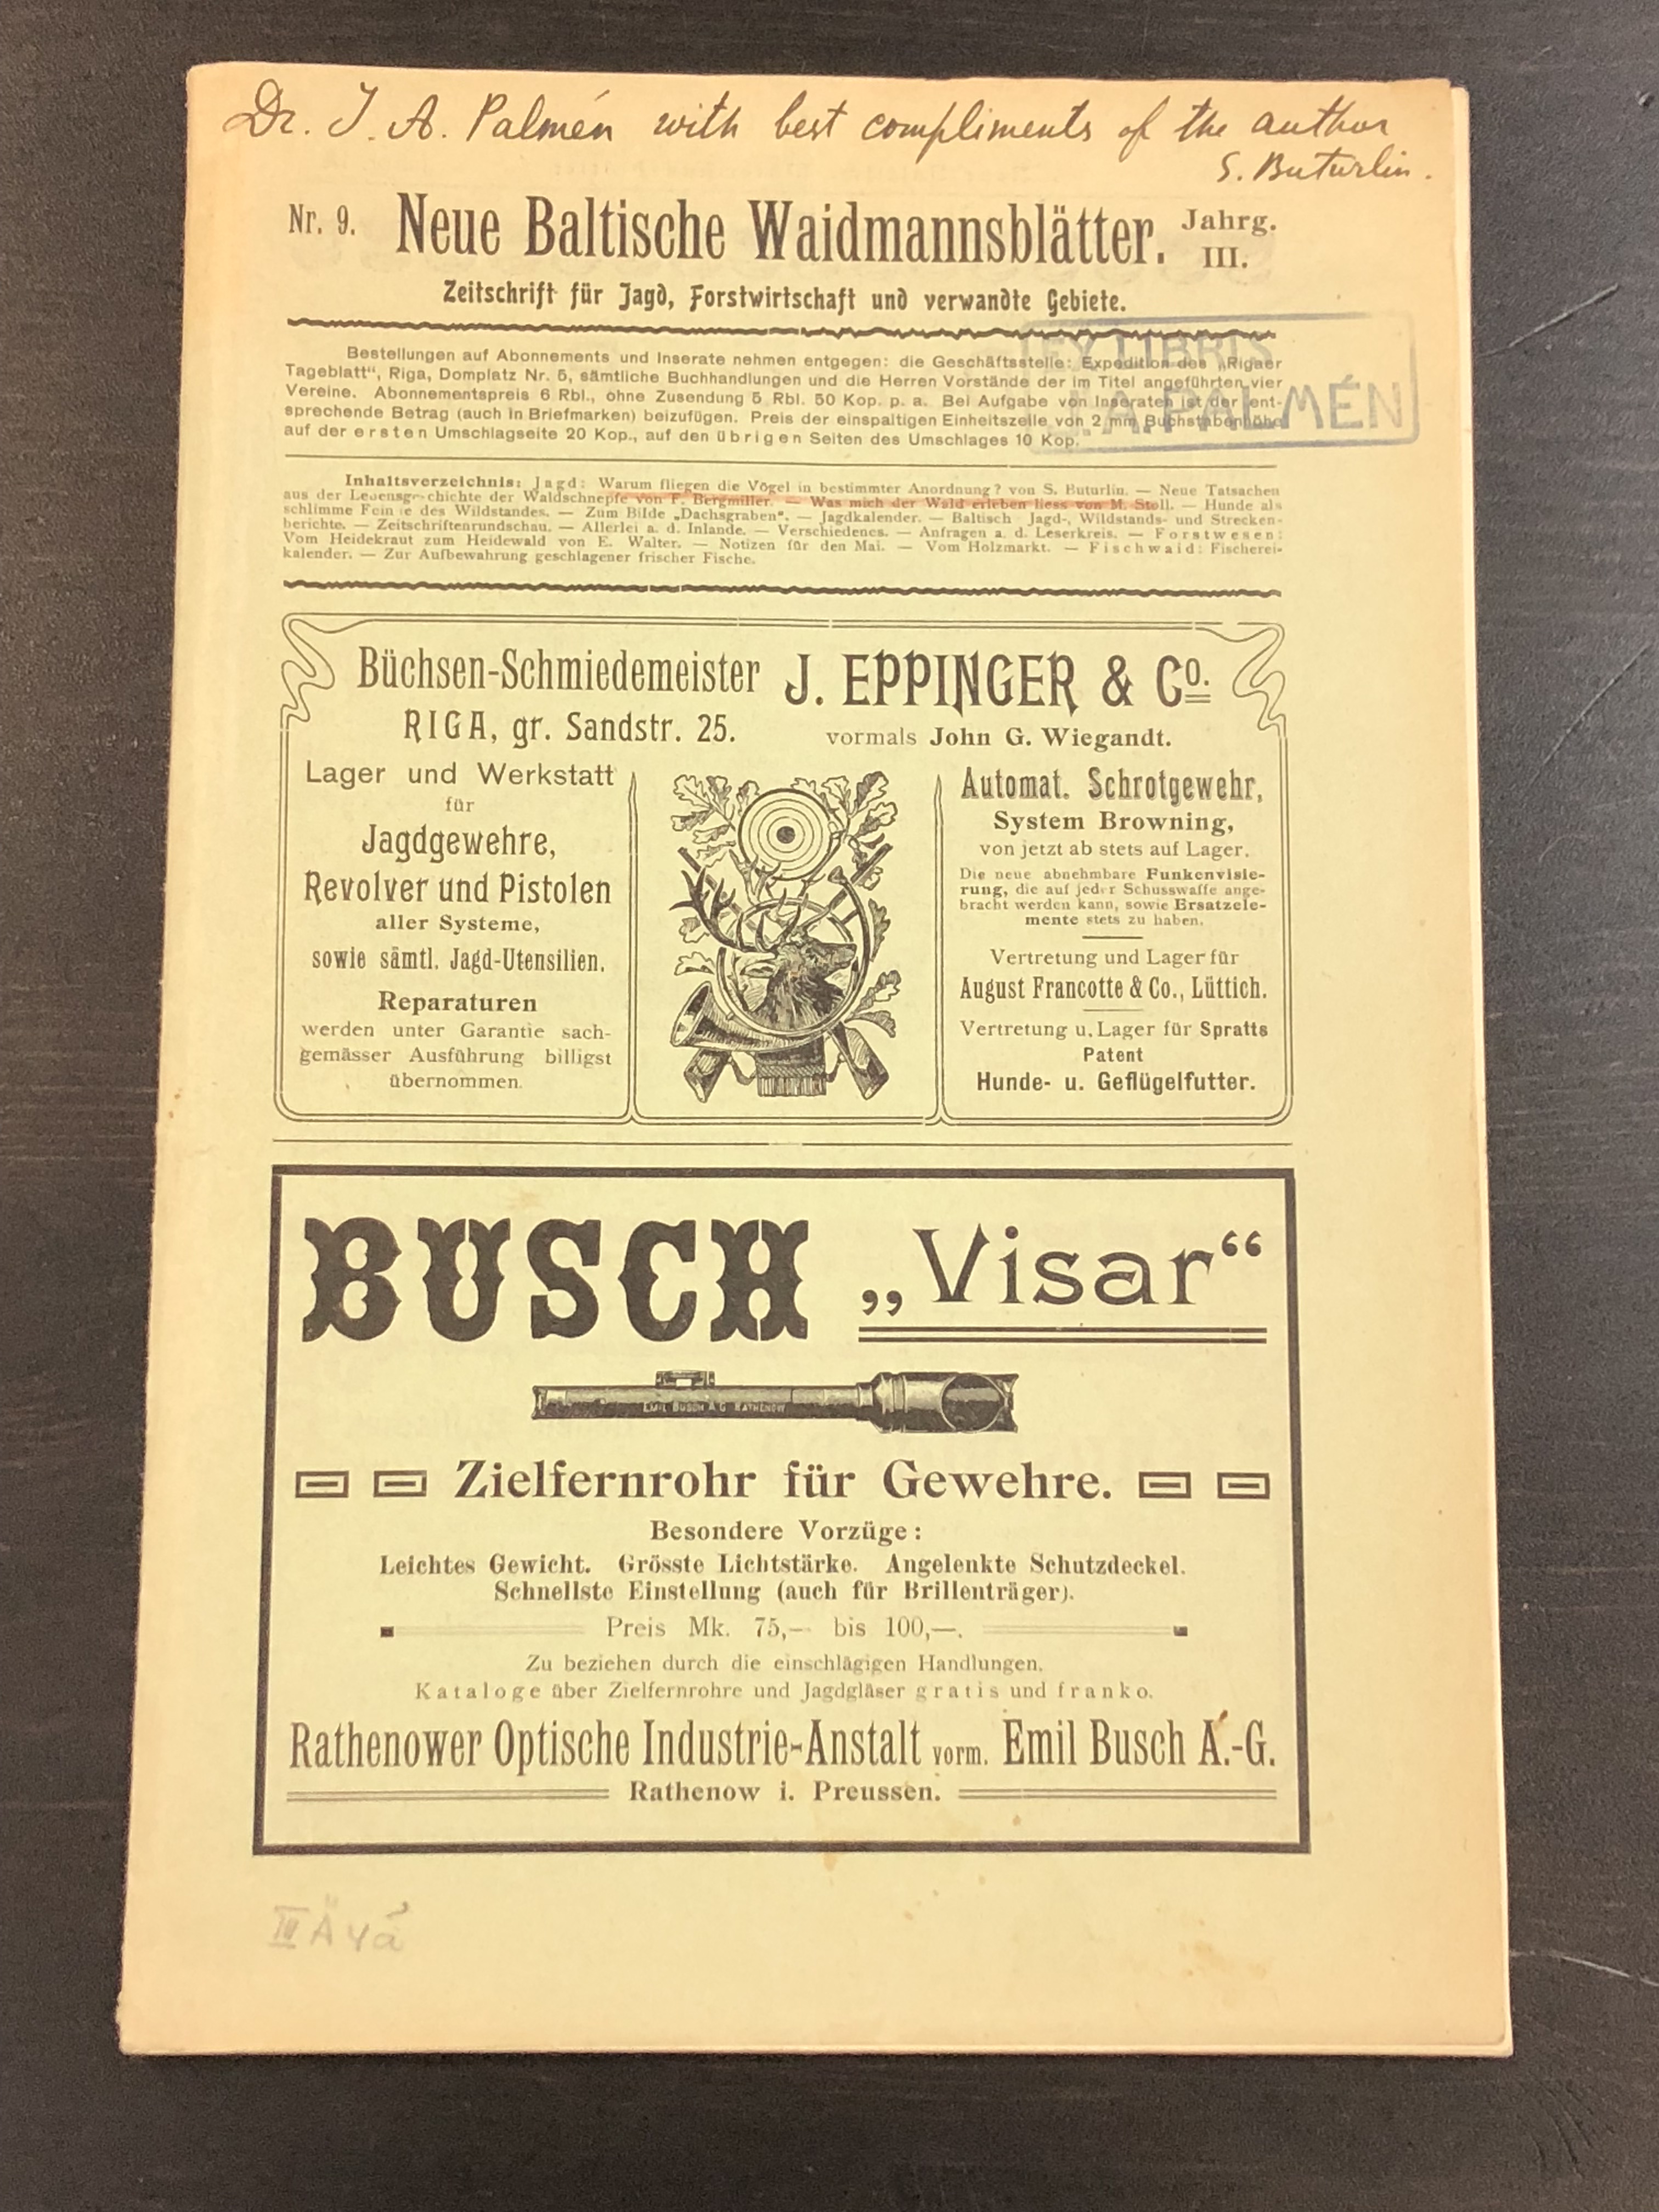 Dr. J. A. Palmén with best compliments of the author
S. Buturlin.
Nr. 9. Neue Baltische Waidmannsblätter. Jahrg. III.
Zeitschrift für Jagd, Forstwirtschaft und verwandte Gebiete.
EX LIBRIS
J. A. PALMÉN
Bestellungen auf Abonnements und Inserate nehmen entgegen: die Geschäftsstelle: Expedition des „Rigaer
Tageblatt“, Riga, Domplatz Nr. 5, sämtliche Buchhandlungen und die Herren Vorstände der im Titel angeführten vier
Vereine. Abonnementspreis 6 Rbl., ohne Zusendung 5 Rbl. 50 Kop. p. a. Bei Aufgabe von Inseraten ist der ent-
sprechende Betrag (auch in Briefmarken) beizufügen. Preis der einspaltigen Einheitszeile von 2 mm Buchstabenhöhe
auf der ersten Umschlagseite 20 Kop., auf den übrigen Seiten des Umschlages 10 Kop.
Inhaltsverzeichnis: Jagd: Warum fliegen die Vögel in bestimmter Anordnung? von S. Buturlin. — Neue Tatsachen
aus der Lebensgeschichte der Waldschnepfe von F. Bergmiller. — Was mich der Wald erleben liess von M. Stoll. — Hunde als
schlimme Feinde des Wildstandes. — Zum Bilde „Dachsgraben“. — Jagdkalender. — Baltisch Jagd-, Wildstands- und Strecken-
berichte. — Zeitschriftenrundschau. — Allerlei a. d. Inlande. — Verschiedenes. — Anfragen a. d. Leserkreis. — Forstwesen:
Vom Heidekraut zum Heidewald von E. Walter. — Notizen für den Mai. — Vom Holzmarkt. — Fischwaid: Fischerei-
kalender. — Zur Aufbewahrung geschlagener frischer Fische.
Büchsen-Schmiedemeister J. EPPINGER & Co.
RIGA, gr. Sandstr. 25. vormals John G. Wiegandt.
Lager und Werkstatt
für
Jagdgewehre,
Revolver und Pistolen
aller Systeme,
sowie sämtl. Jagd-Utensilien.
Reparaturen
werden unter Garantie sach-
gemässer Ausführung billigst
übernommen.
Automat. Schrotgewehr,
System Browning,
von jetzt ab stets auf Lager.
Die neue abnehmbare Funkenvisie-
rung, die auf jeder Schusswaffe ange-
bracht werden kann, sowie Ersatzele-
mente stets zu haben.
Vertretung und Lager für
August Francotte & Co., Lüttich.
Vertretung u. Lager für Spratts
Patent
Hunde- u. Geflügelfutter.
BUSCH „Visar“
EMIL BUSCH A.G. RATHENOW
Zielfernrohr für Gewehre.
Besondere Vorzüge:
Leichtes Gewicht. Grösste Lichtstärke. Angelenkte Schutzdeckel.
Schnellste Einstellung (auch für Brillenträger).
Preis Mk. 75,— bis 100,—.
Zu beziehen durch die einschlägigen Handlungen.
Kataloge über Zielfernrohre und Jagdgläser gratis und franko.
Rathenower Optische Industrie-Anstalt vorm. Emil Busch A.-G.
Rathenow i. Preussen.